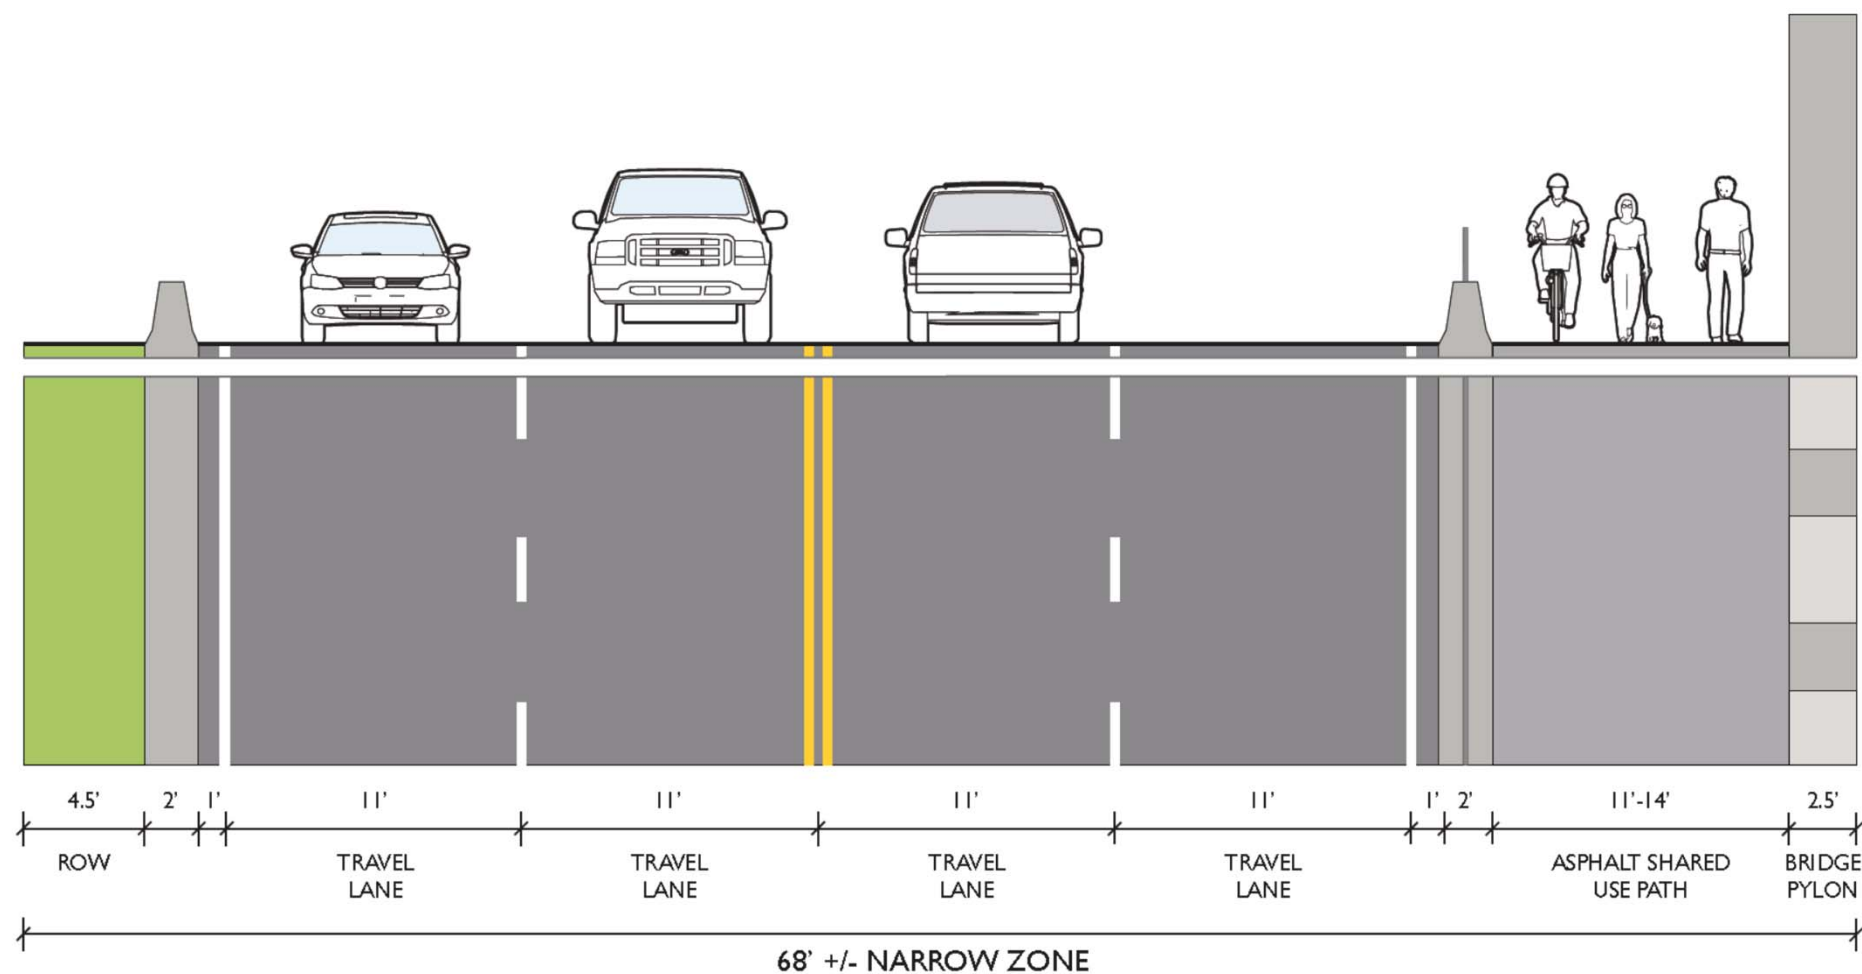 4.5’ 2’ 1’ 11’ 11’ 11’ 11’ 1’ 2’ 11’-14’ 2.5’
ROW TRAVEL TRAVEL TRAVEL TRAVEL ASPHALT SHARED BRIDGE
LANE LANE LANE LANE USE PATH PYLON
68’ +/- NARROW ZONE